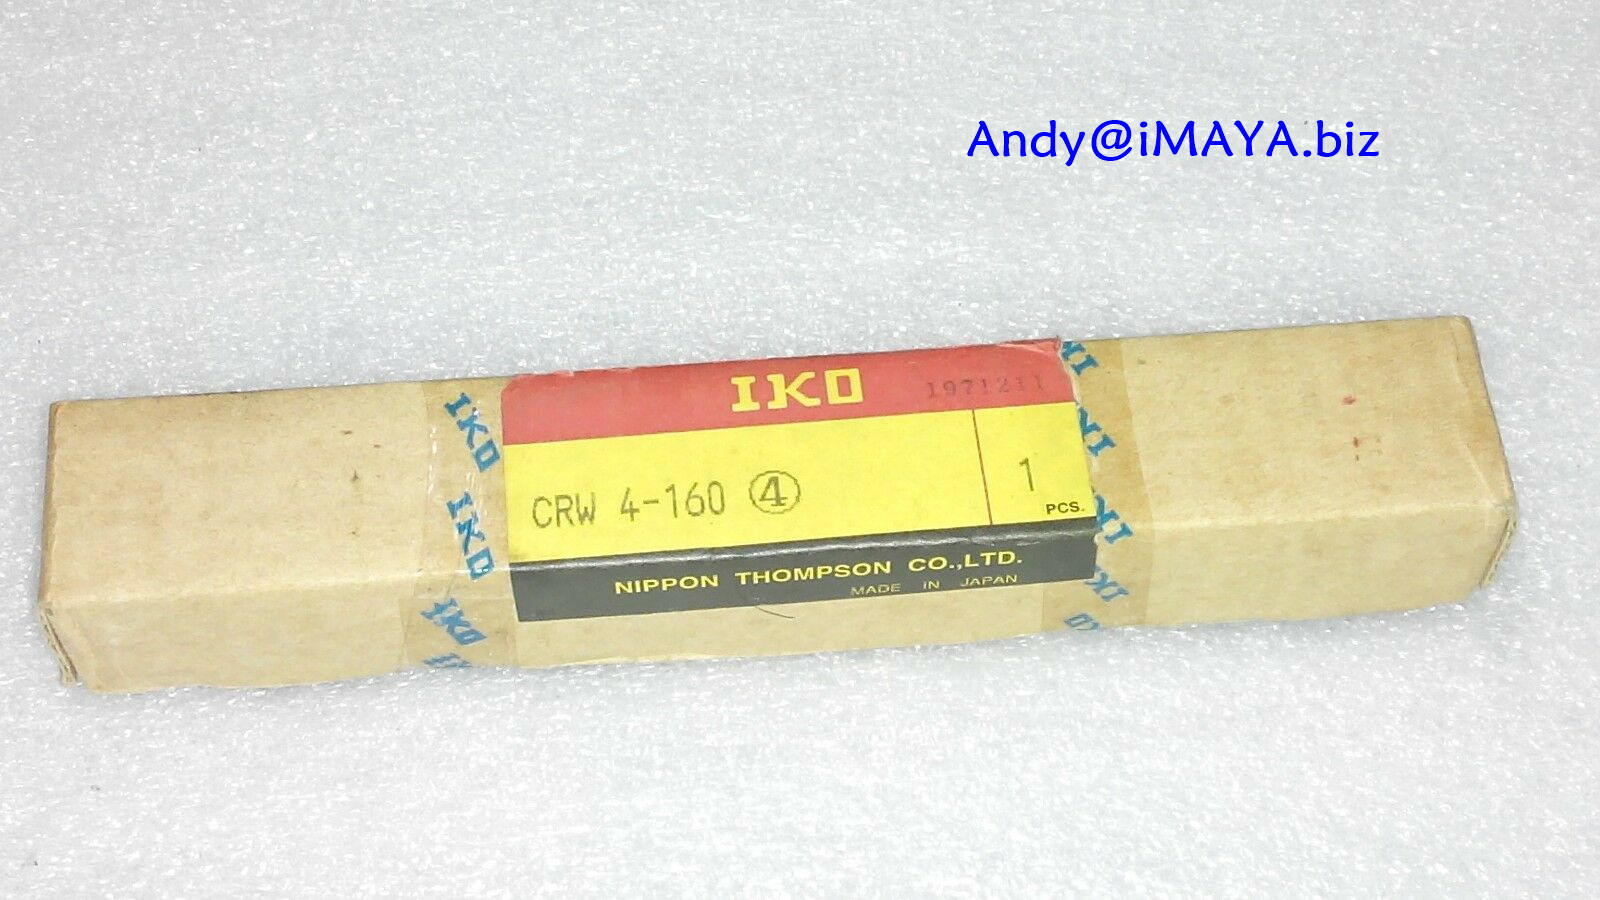 Andy@iMAYA.biz
IKO 1971211
CRW 4-160 ④ 1
PCS.
NIPPON THOMPSON CO.,LTD.
MADE IN JAPAN
IKO
IKO
IKO